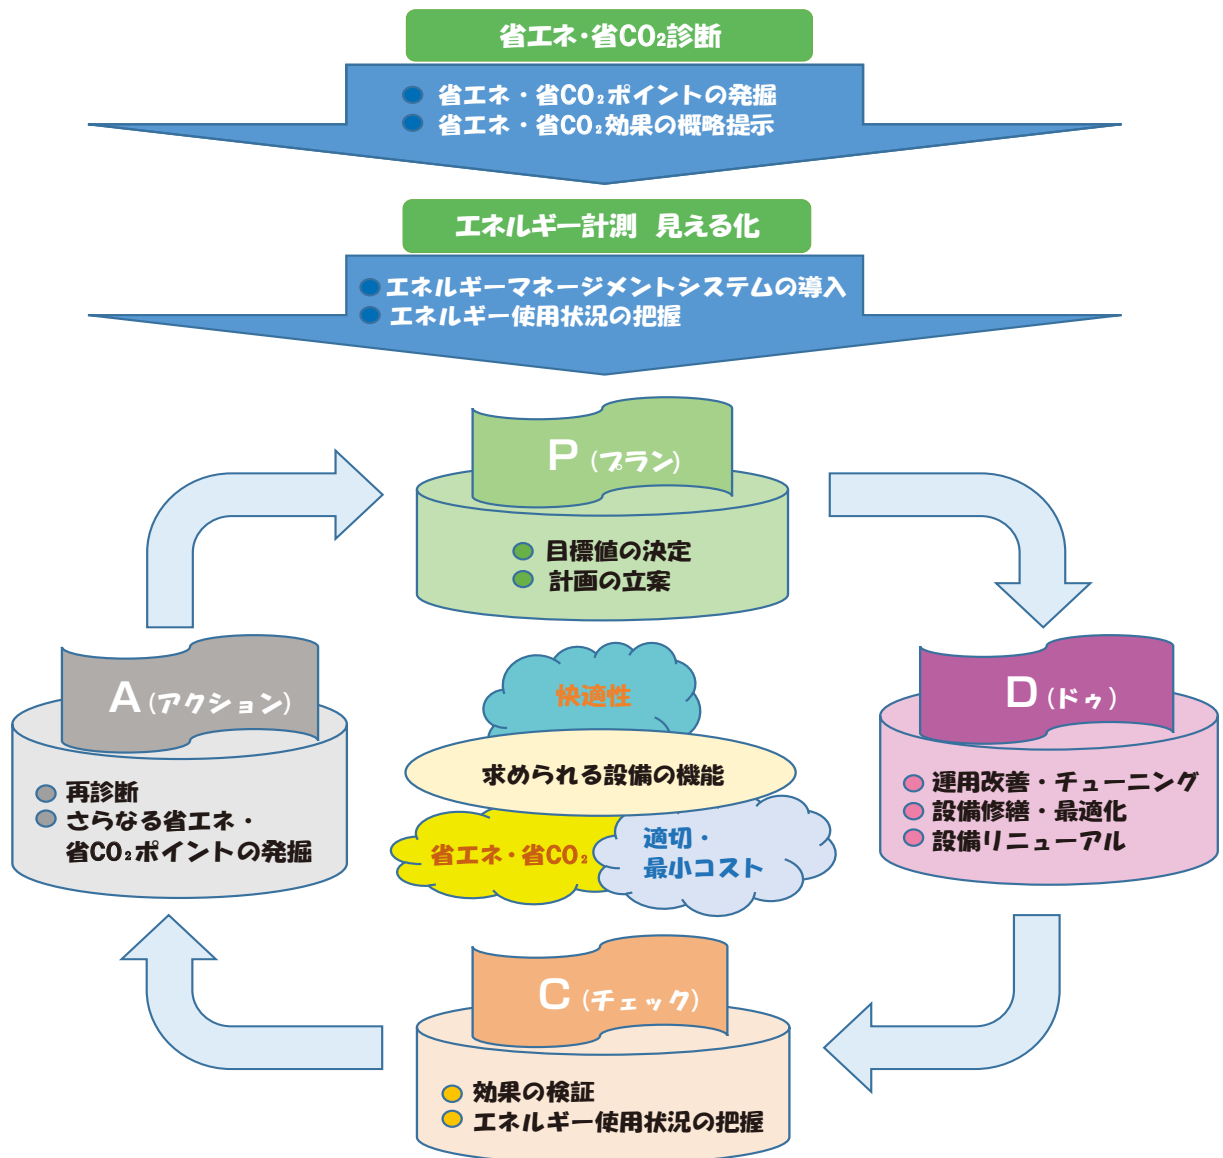 省エネ・省CO₂診断
省エネ・省CO₂ポイントの発掘
省エネ・省CO₂効果の概略提示
エネルギー計測　見える化
エネルギーマネージメントシステムの導入
エネルギー使用状況の把握
P（プラン）
目標値の決定
計画の立案
A（アクション）
再診断
さらなる省エネ・
省CO₂ポイントの発掘
快適性
求められる設備の機能
省エネ・省CO₂
適切・
最小コスト
D（ドゥ）
運用改善・チューニング
設備修繕・最適化
設備リニューアル
C（チェック）
効果の検証
エネルギー使用状況の把握